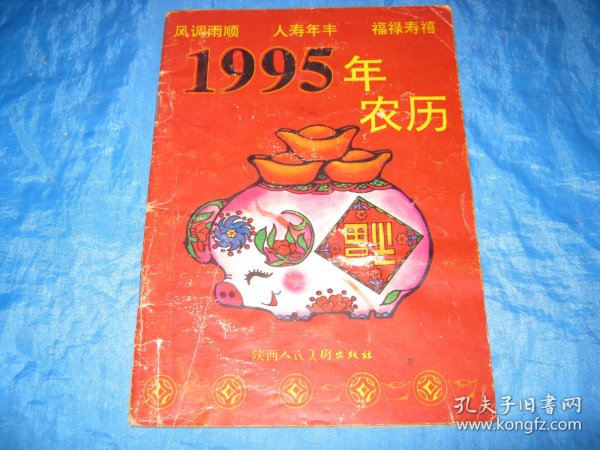 风调雨顺 人寿年丰 福禄寿禧
1995年
农历
福
陕西人民美术出版社
孔夫子旧书网
www.kongfz.com